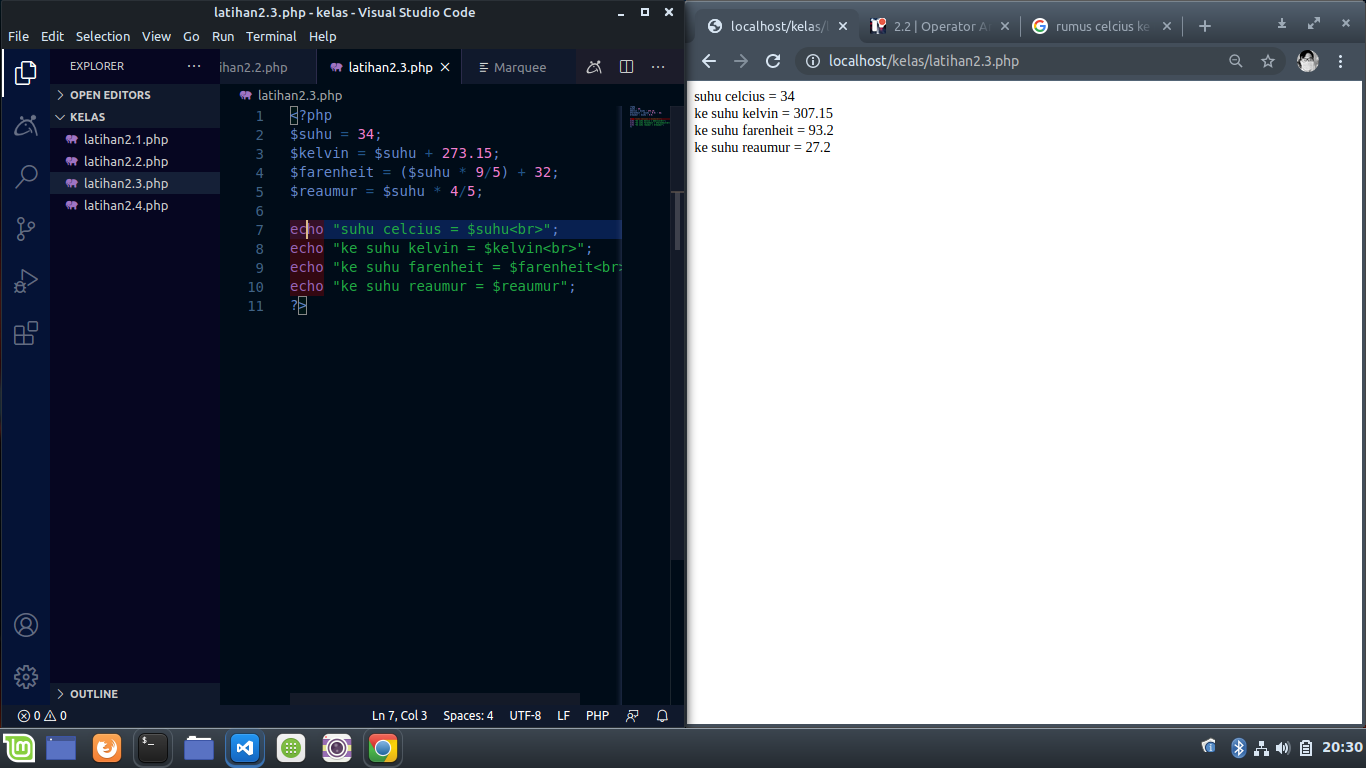 latihan2.3.php - kelas - Visual Studio Code
File Edit Selection View Go Run Terminal Help
EXPLORER
ihan2.2.php latihan2.3.php Marquee
OPEN EDITORS
KELAS
latihan2.1.php
latihan2.2.php
latihan2.3.php
latihan2.4.php
OUTLINE
latihan2.3.php
1 <?php
2 $suhu = 34;
3 $kelvin = $suhu + 273.15;
4 $farenheit = ($suhu * 9/5) + 32;
5 $reaumur = $suhu * 4/5;
6
7 echo "suhu celcius = $suhu<br>";
8 echo "ke suhu kelvin = $kelvin<br>";
9 echo "ke suhu farenheit = $farenheit<br>
10 echo "ke suhu reaumur = $reaumur";
11 ?>
0 0 Ln 7, Col 3 Spaces: 4 UTF-8 LF PHP
localhost/kelas/l 2.2 | Operator Ar rumus celcius ke
localhost/kelas/latihan2.3.php
suhu celcius = 34
ke suhu kelvin = 307.15
ke suhu farenheit = 93.2
ke suhu reaumur = 27.2
20:30